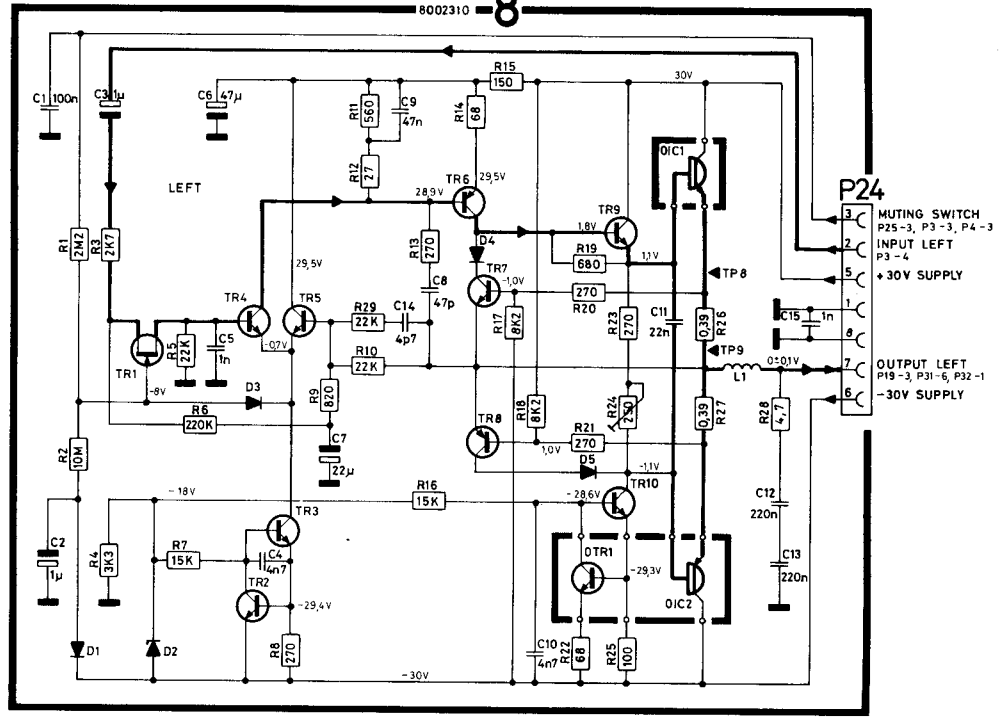 8002310
8
C1 100n
C3 1µ
C6 47µ
R11 560
C9 47n
R12 27
R14 68
R15 150
30V
OIC1
LEFT
28,9V
TR6
29,5V
TR9
1,8V
R19 680
1,1V
P24
3 MUTING SWITCH
P25-3, P3-3, P4-3
2 INPUT LEFT
P3-4
5 +30V SUPPLY
1
8
7 OUTPUT LEFT
P19-3, P31-6, P32-1
6 -30V SUPPLY
R1 2M2
R3 2K7
29,5V
R13 270
D4
TR7
-1,0V
C8 47p
270
R20
TP8
C15 1n
TR4
TR5
R29 22K
C14 4p7
R17 8K2
R23 270
C11 22n
0,39 R26
TP9
0±0,1V
L1
TR1
R5 22K
C5 1n
-0,7V
R10 22K
-8V
D3
R9 820
R6 220K
TR8
R18 8K2
R24 250
R21 270
1,0V
0,39 R27
R28 4,7
R2 10M
C7 22µ
D5
-1,1V
TR10
-18V
R16 15K
-28,6V
C12 220n
C2 1µ
R4 3K3
R7 15K
TR3
C4 4n7
TR2
OTR1
-29,3V
OIC2
C13 220n
-29,4V
D1
D2
R8 270
C10 4n7
R22 68
R25 100
-30V